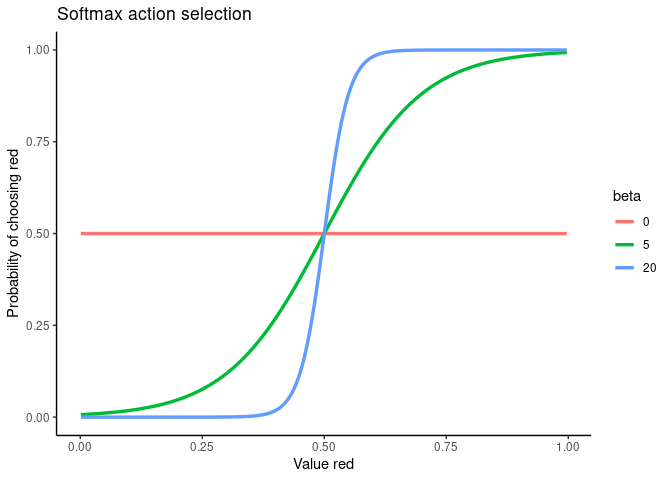 Softmax action selection
1.00
0.75
0.50
0.25
0.00
Probability of choosing red
0.00 0.25 0.50 0.75 1.00
Value red
beta
0
5
20